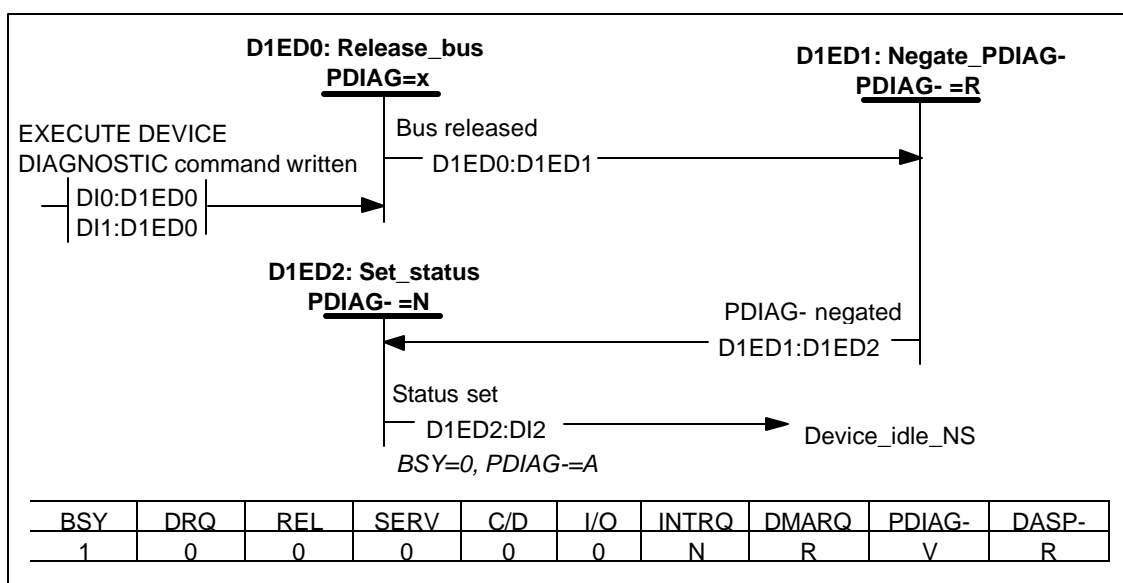 D1ED0: Release_bus
PDIAG=x
D1ED1: Negate_PDIAG-
PDIAG- =R
EXECUTE DEVICE
DIAGNOSTIC command written
DI0:D1ED0
DI1:D1ED0
Bus released
D1ED0:D1ED1
D1ED2: Set_status
PDIAG- =N
PDIAG- negated
D1ED1:D1ED2
Status set
D1ED2:DI2
Device_idle_NS
BSY=0, PDIAG-=A
BSY DRQ REL SERV C/D I/O INTRQ DMARQ PDIAG- DASP-
1 0 0 0 0 0 N R V R